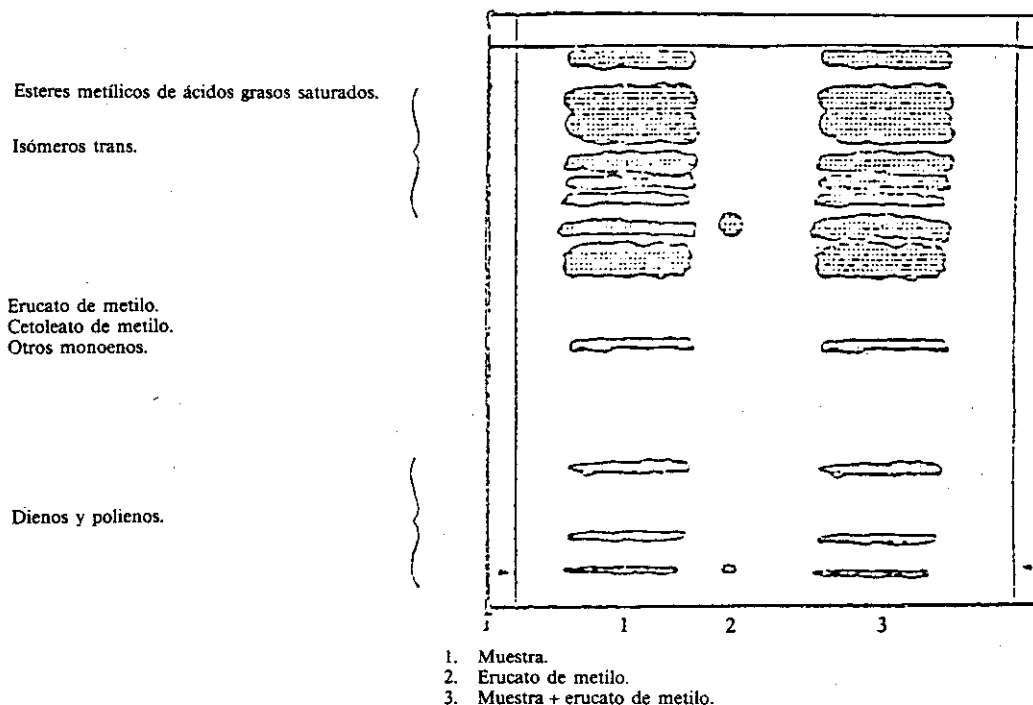 Esteres metílicos de ácidos grasos saturados.
Isómeros trans.
Erucato de metilo.
Cetoleato de metilo.
Otros monoenos.
Dienos y polienos.
1 2 3
1. Muestra.
2. Erucato de metilo.
3. Muestra + erucato de metilo.